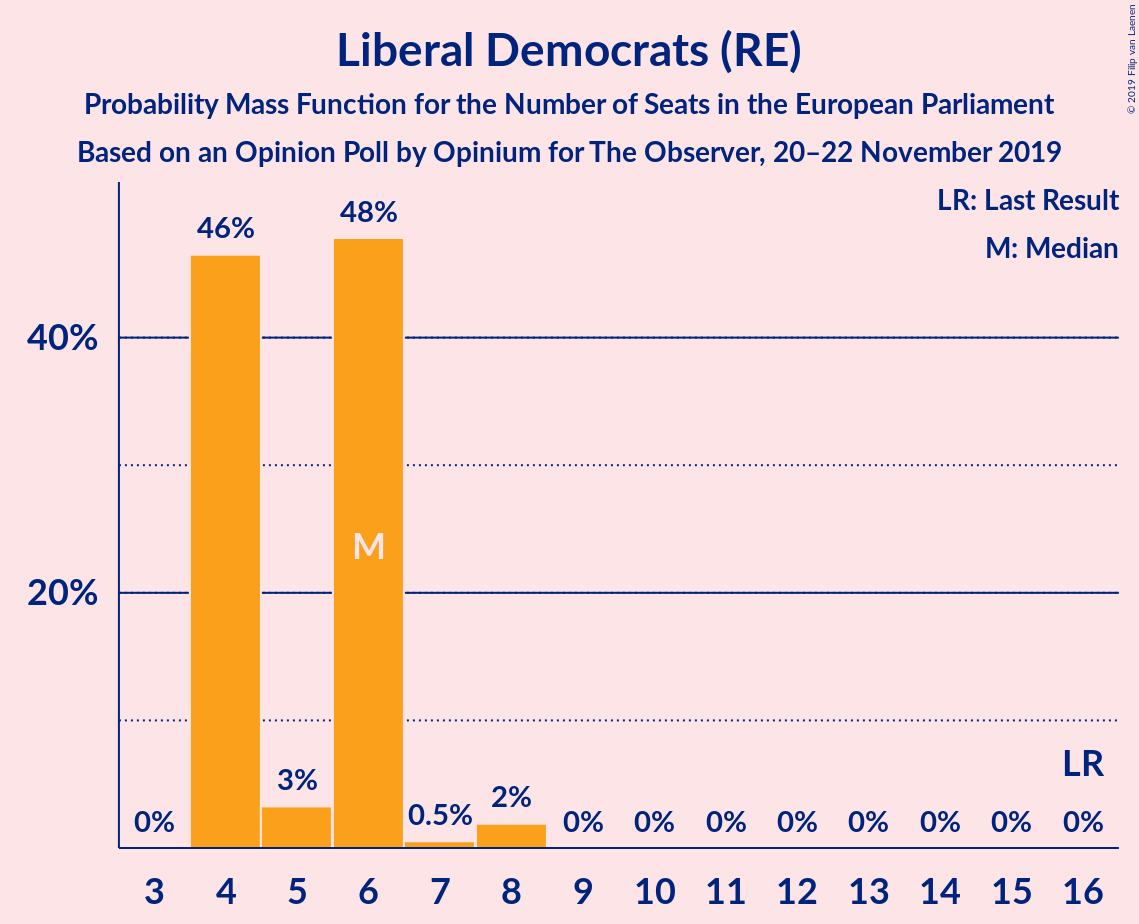 Liberal Democrats (RE)
Probability Mass Function for the Number of Seats in the European Parliament
Based on an Opinion Poll by Opinium for The Observer, 20–22 November 2019
© 2019 Filip van Laenen
LR: Last Result
M: Median
46%
48%
40%
M
20%
LR
0%
3%
0.5%
2%
0%
0%
0%
0%
0%
0%
0%
0%
3 4 5 6 7 8 9 10 11 12 13 14 15 16